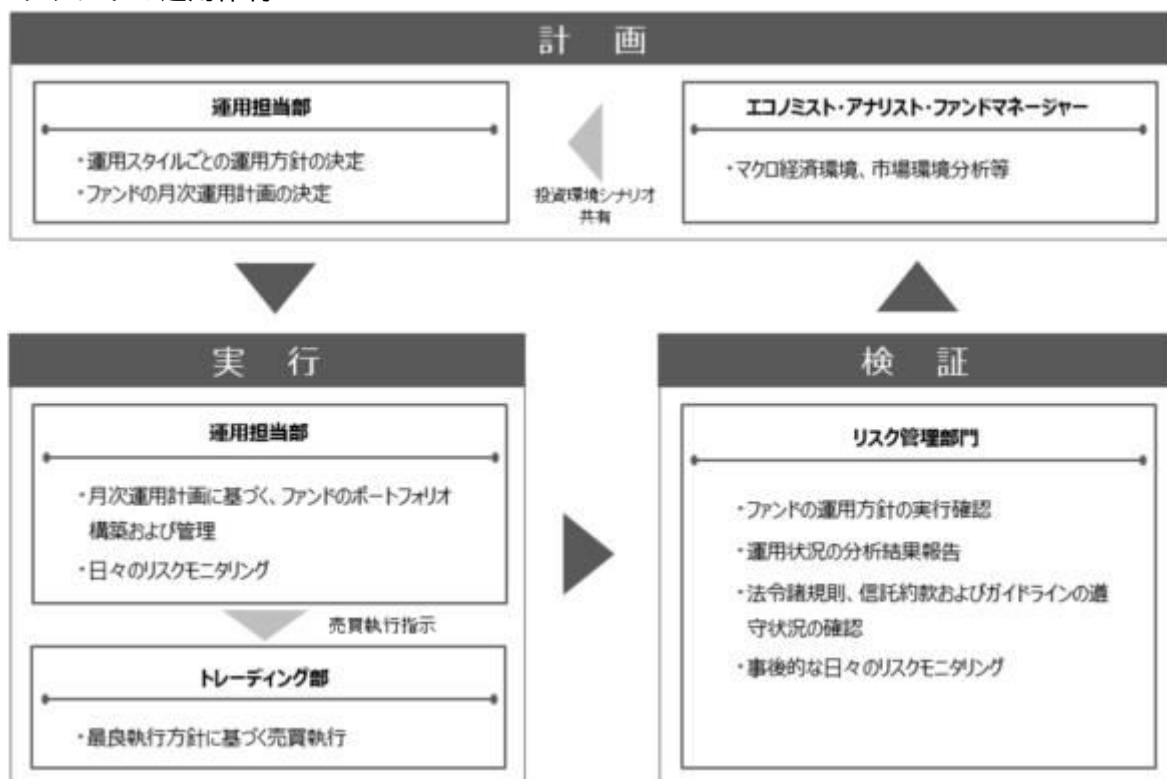 計 画
運用担当部
・運用スタイルごとの運用方針の決定
・ファンドの月次運用計画の決定
投資環境シナリオ
共有
エコノミスト・アナリスト・ファンドマネージャー
・マクロ経済環境、市場環境分析等
実 行
運用担当部
・月次運用計画に基づく、ファンドのポートフォリオ
構築および管理
・日々のリスクモニタリング
売買執行指示
トレーディング部
・最良執行方針に基づく売買執行
検 証
リスク管理部門
・ファンドの運用方針の実行確認
・運用状況の分析結果報告
・法令諸規則、信託約款およびガイドラインの遵
守状況の確認
・事後的な日々のリスクモニタリング